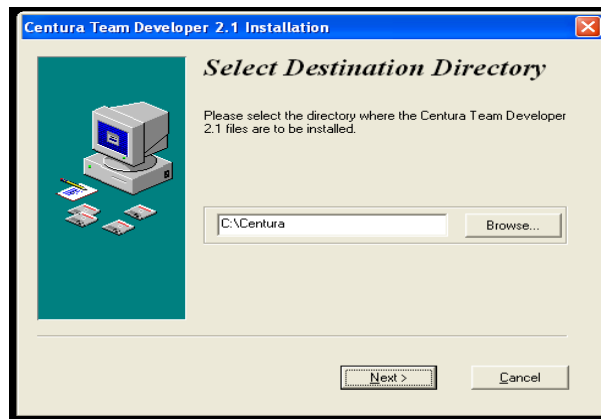 Centura Team Developer 2.1 Installation
Select Destination Directory
Please select the directory where the Centura Team Developer
2.1 files are to be installed.
C:\Centura
Browse...
Next >
Cancel